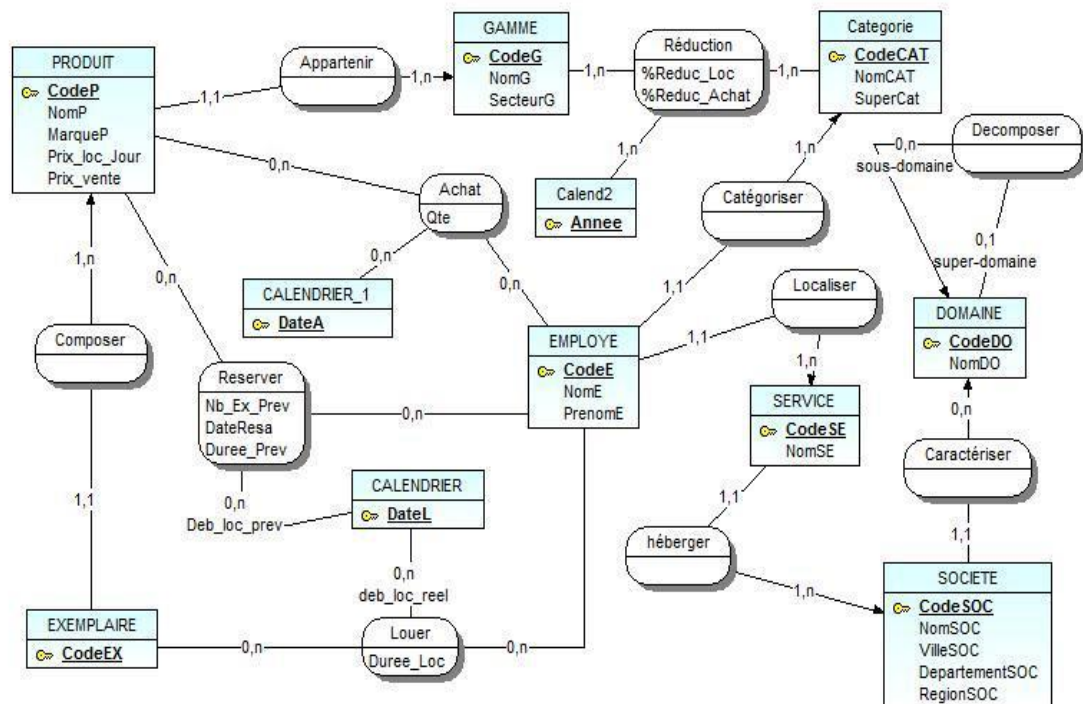 PRODUIT
CodeP
NomP
MarqueP
Prix_loc_Jour
Prix_vente
1,1
Appartenir
1,n
GAMME
CodeG
NomG
SecteurG
1,n
Réduction
%Reduc_Loc
%Reduc_Achat
1,n
Categorie
CodeCAT
NomCAT
SuperCat
1,n
Calend2
Annee
1,n
Catégoriser
1,1
Decomposer
0,n
sous-domaine
0,1
super-domaine
0,n
Achat
Qte
0,n
0,n
CALENDRIER_1
DateA
1,n
Composer
1,1
0,n
Reserver
Nb_Ex_Prev
DateResa
Duree_Prev
0,n
0,n
Deb_loc_prev
EMPLOYE
CodeE
NomE
PrenomE
1,1
Localiser
1,n
SERVICE
CodeSE
NomSE
1,1
héberger
1,n
DOMAINE
CodeDO
NomDO
0,n
Caractériser
1,1
CALENDRIER
DateL
0,n
deb_loc_reel
EXEMPLAIRE
CodeEX
0,n
Louer
Duree_Loc
0,n
SOCIETE
CodeSOC
NomSOC
VilleSOC
DepartementSOC
RegionSOC